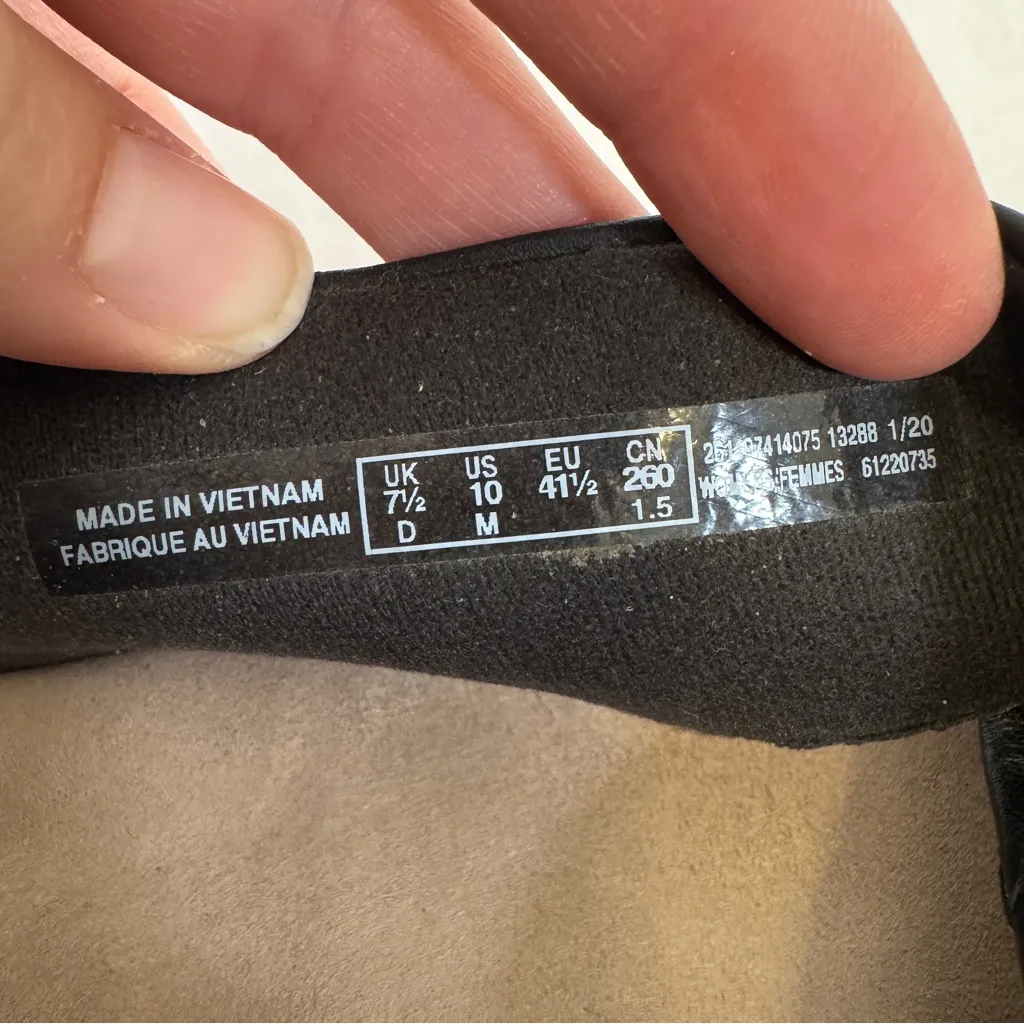 MADE IN VIETNAM
FABRIQUE AU VIETNAM
UK US EU CN
7½ 10 41½ 260
D M 1.5
13288 1/20
FEMMES 61220735